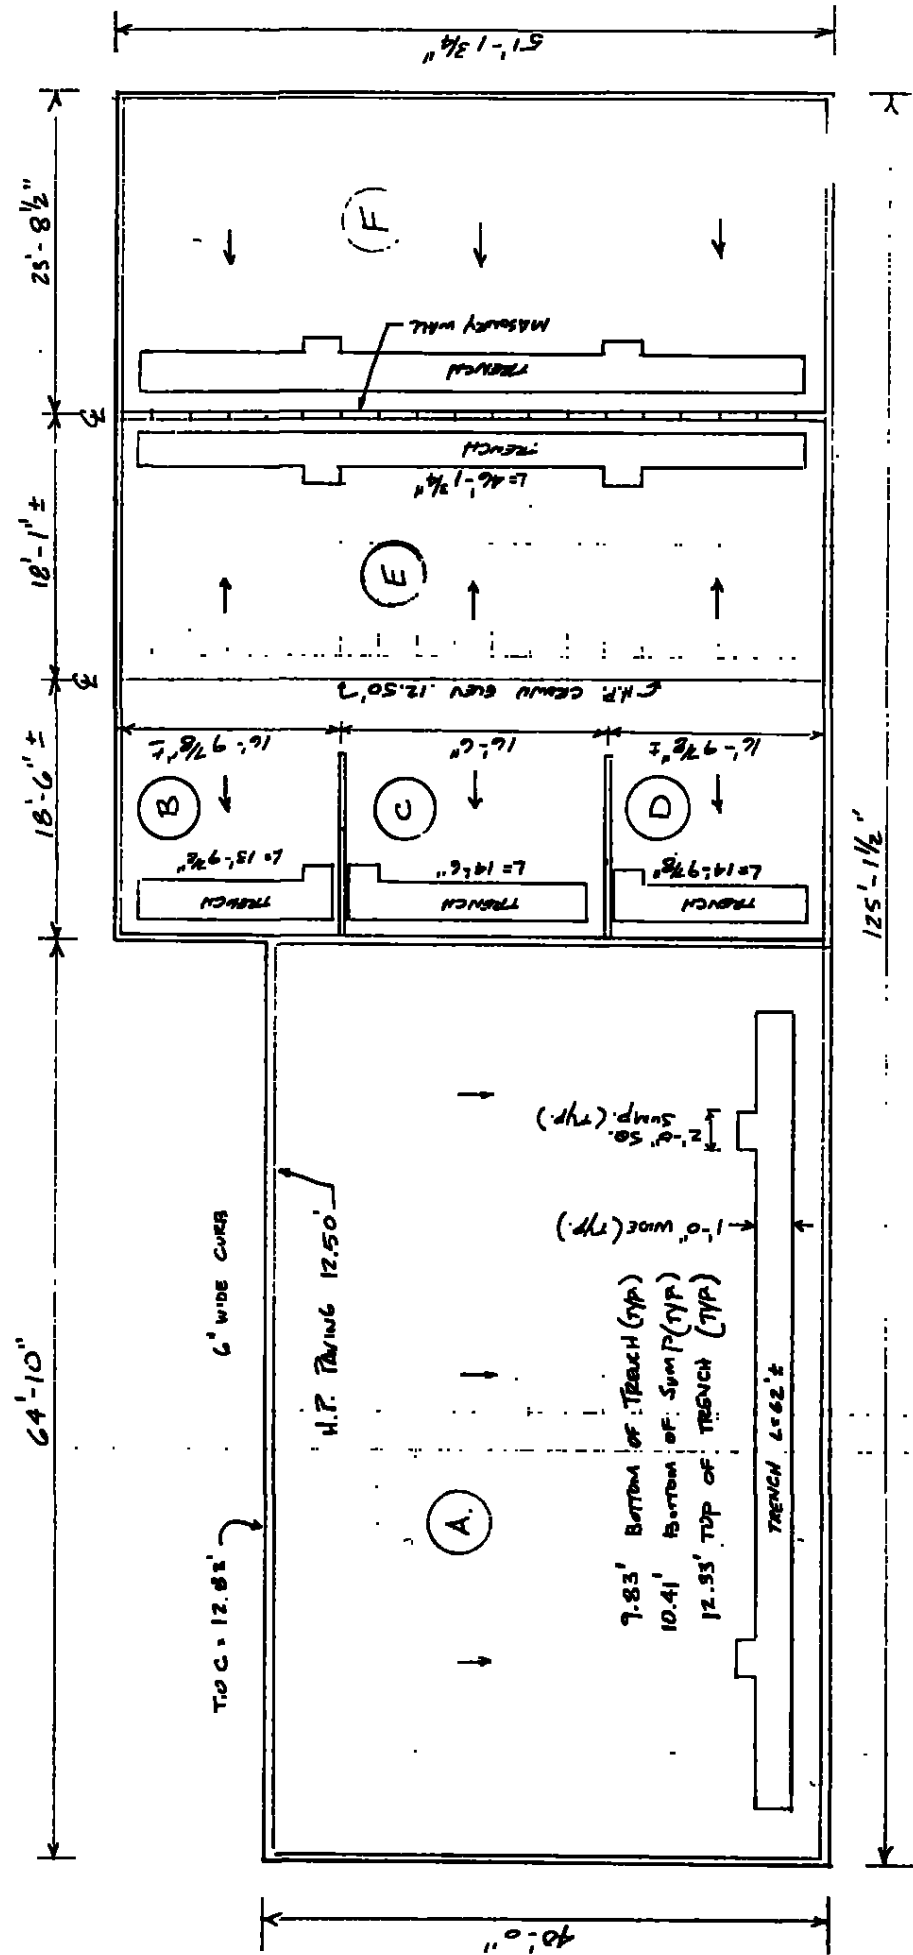 51'-1 3/4"
23'-8 1/2"
18'-1" ±
18'-6" ±
64'-10"
125'-1 1/2"
40'-0"
F
MASONRY WALL
TRENCH
B
TRENCH
L=46'-1 3/4"
E
B
H.P. CROWN ELEV. 12.50'
16'-9 7/8" ±
16'-6"
16'-9 7/8" ±
B
C
D
L= 13'-9 7/8"
L= 14'-6"
L= 14'-9 7/8"
TRENCH
TRENCH
TRENCH
6" WIDE CURB
H.P. PAVING 12.50'
T.O C = 12.83'
A.
2'-0" SQ.
SUMP. (TYP.)
1'-0" WIDE (TYP.)
9.83' BOTTOM OF TRENCH (TYP.)
10.41' BOTTOM OF SUMP (TYP.)
12.33' TOP OF TRENCH (TYP.)
TRENCH L=62'±